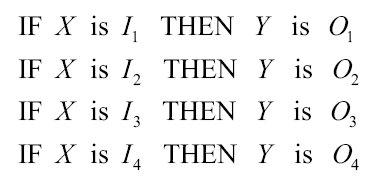 IF X is I₁ THEN Y is O₁
IF X is I₂ THEN Y is O₂
IF X is I₃ THEN Y is O₃
IF X is I₄ THEN Y is O₄